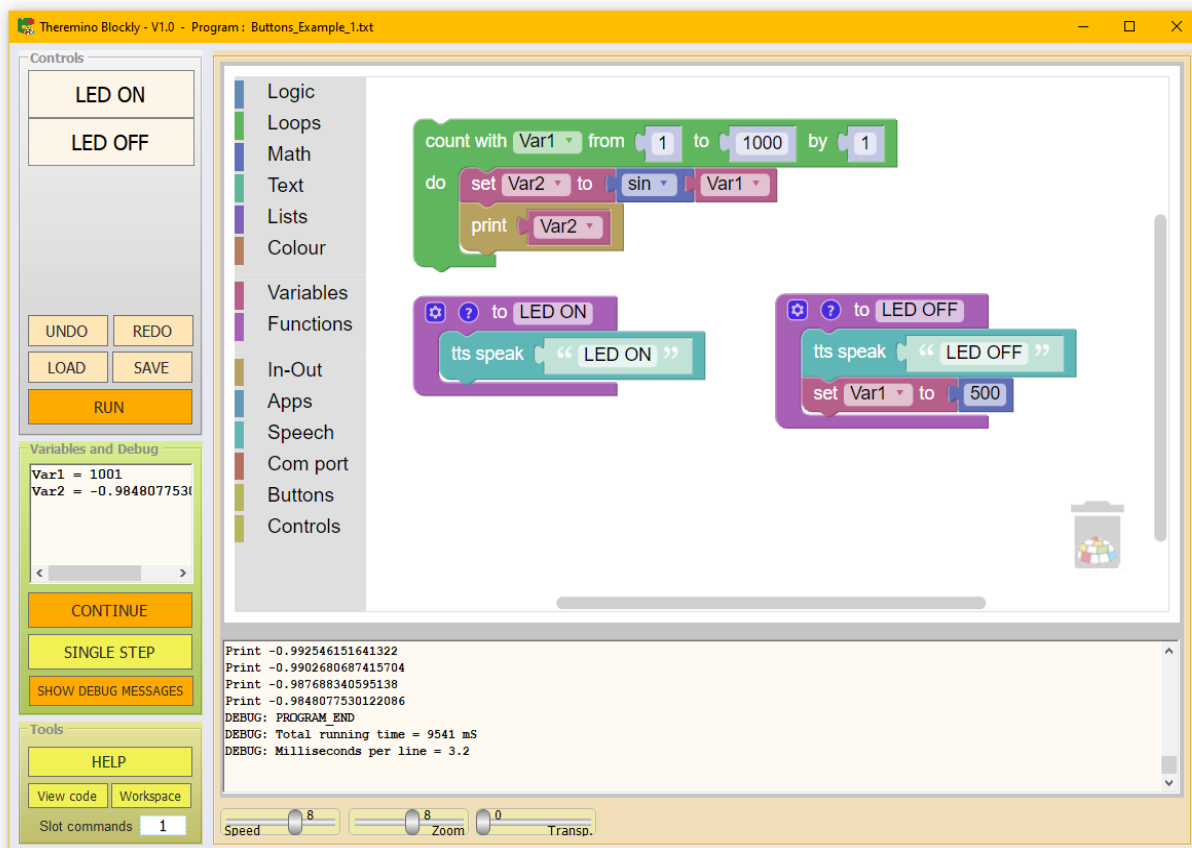 Theremino Blockly - V1.0 - Program : Buttons_Example_1.txt
Controls
LED ON
LED OFF
UNDO REDO
LOAD SAVE
RUN
Variables and Debug
Var1 = 1001
Var2 = -0.984807753
CONTINUE
SINGLE STEP
SHOW DEBUG MESSAGES
Tools
HELP
View code Workspace
Slot commands 1
Logic
Loops
Math
Text
Lists
Colour
Variables
Functions
In-Out
Apps
Speech
Com port
Buttons
Controls
count with Var1 from 1 to 1000 by 1
do set Var2 to sin Var1
print Var2
? to LED ON
tts speak “ LED ON ”
? to LED OFF
tts speak “ LED OFF ”
set Var1 to 500
Print -0.992546151641322
Print -0.9902680687415704
Print -0.987688340595138
Print -0.9848077530122086
DEBUG: PROGRAM_END
DEBUG: Total running time = 9541 mS
DEBUG: Milliseconds per line = 3.2
Speed 8
8 Zoom
0 Transp.